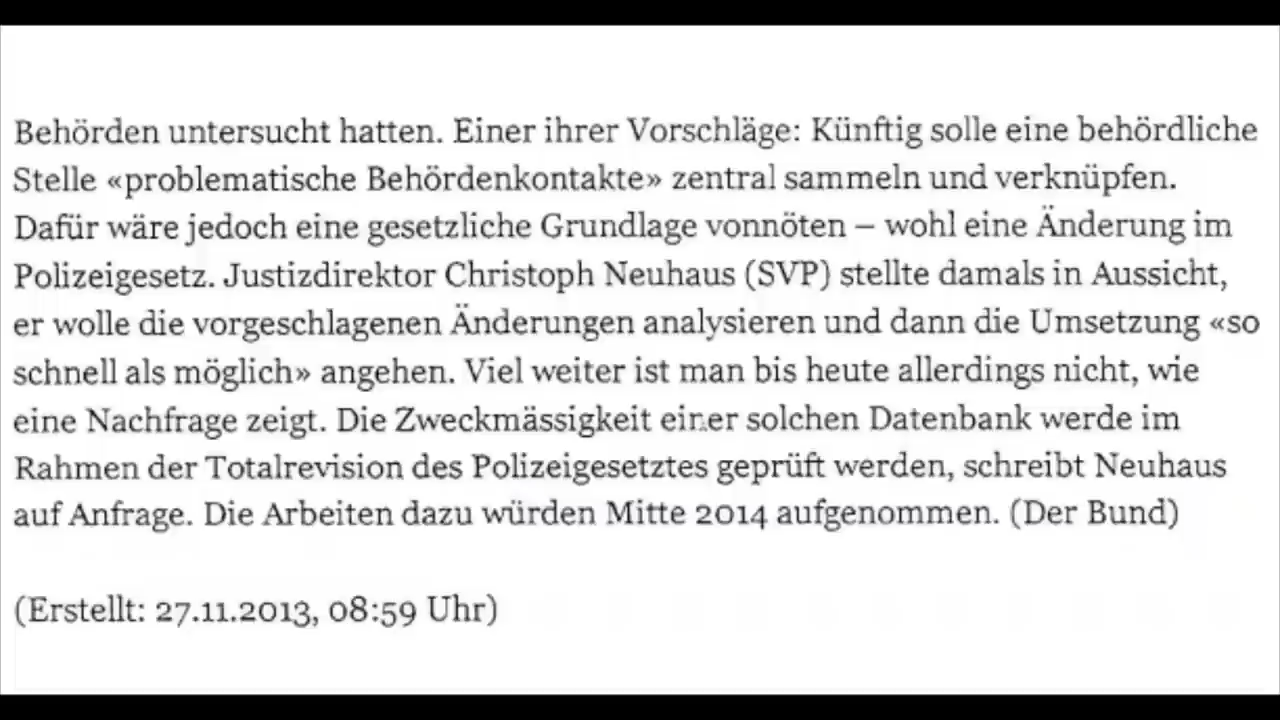 Behörden untersucht hatten. Einer ihrer Vorschläge: Künftig solle eine behördliche
Stelle «problematische Behördenkontakte» zentral sammeln und verknüpfen.
Dafür wäre jedoch eine gesetzliche Grundlage vonnöten – wohl eine Änderung im
Polizeigesetz. Justizdirektor Christoph Neuhaus (SVP) stellte damals in Aussicht,
er wolle die vorgeschlagenen Änderungen analysieren und dann die Umsetzung «so
schnell als möglich» angehen. Viel weiter ist man bis heute allerdings nicht, wie
eine Nachfrage zeigt. Die Zweckmässigkeit einer solchen Datenbank werde im
Rahmen der Totalrevision des Polizeigesetztes geprüft werden, schreibt Neuhaus
auf Anfrage. Die Arbeiten dazu würden Mitte 2014 aufgenommen. (Der Bund)
(Erstellt: 27.11.2013, 08:59 Uhr)